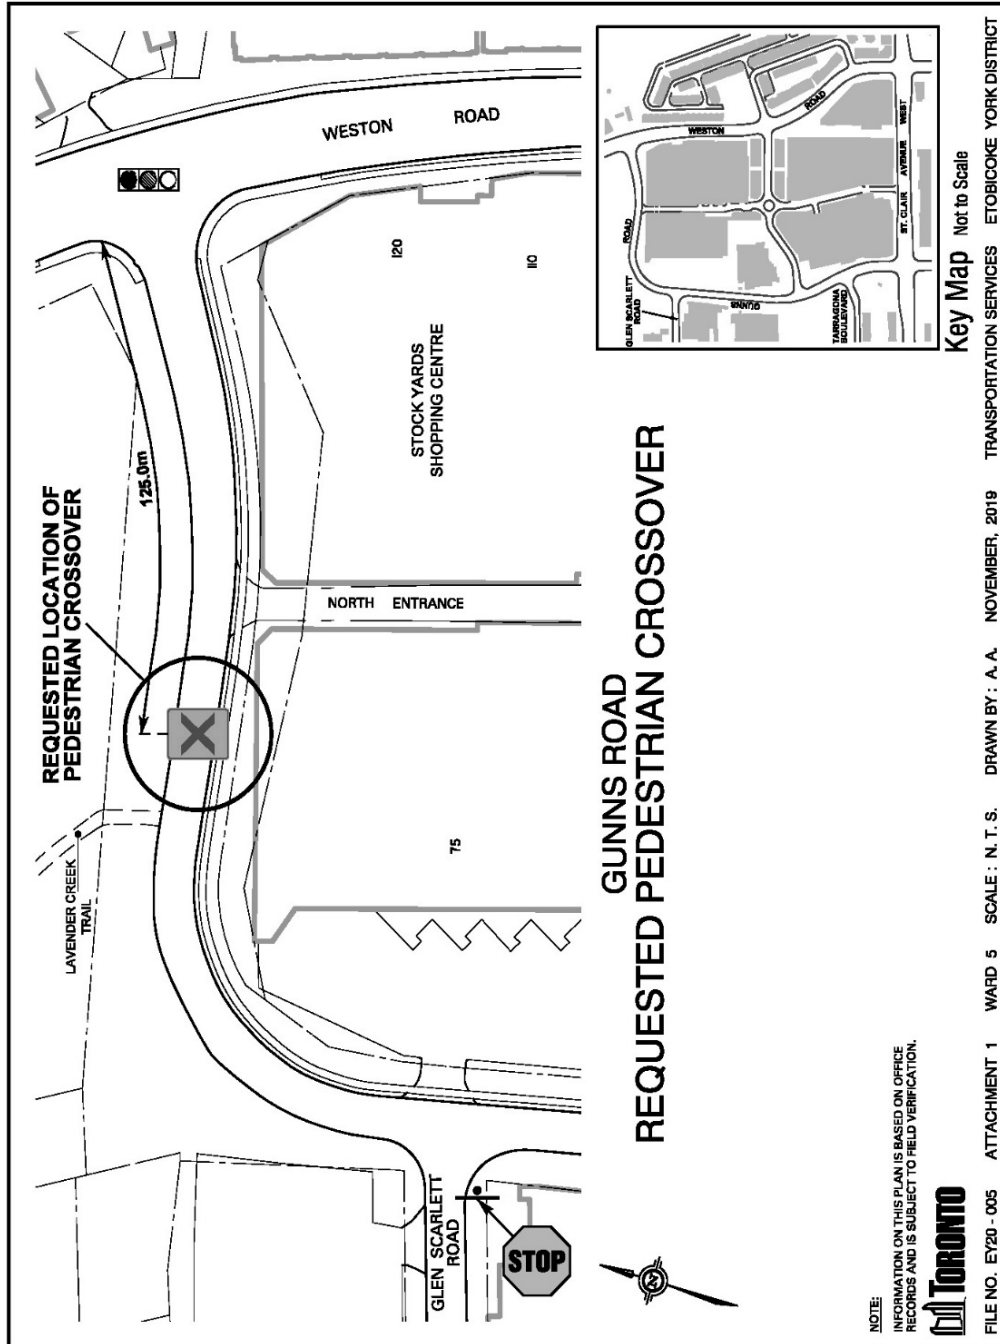 WESTON ROAD
REQUESTED LOCATION OF
PEDESTRIAN CROSSOVER
125.0m
120
110
STOCK YARDS
SHOPPING CENTRE
NORTH ENTRANCE
LAVENDER CREEK
TRAIL
75
GLEN SCARLETT
ROAD
STOP
GUNNS ROAD
REQUESTED PEDESTRIAN CROSSOVER
WESTON
ROAD
ROAD
GLEN SCARLETT
ROAD
GUNNS
TARRAGONA
BOULEVARD
ST. CLAIR AVENUE WEST
Key Map Not to Scale
N
NOTE:
INFORMATION ON THIS PLAN IS BASED ON OFFICE
RECORDS AND IS SUBJECT TO FIELD VERIFICATION.
TORONTO
FILE NO. EY20 - 005 ATTACHMENT 1 WARD 5 SCALE : N. T. S. DRAWN BY : A. A. NOVEMBER, 2019 TRANSPORTATION SERVICES ETOBICOKE YORK DISTRICT